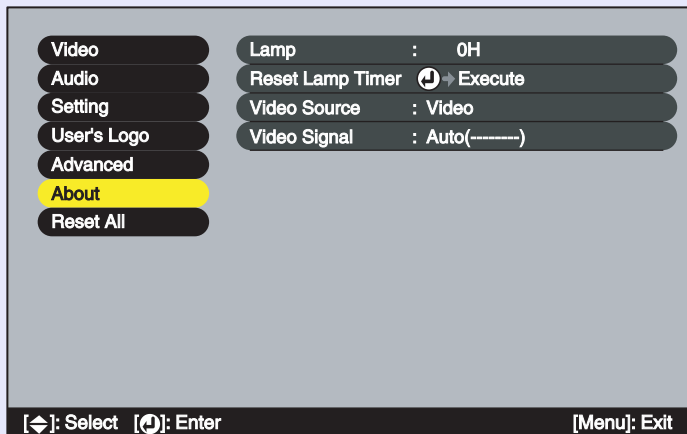 Video
Audio
Setting
User's Logo
Advanced
About
Reset All
Lamp : 0H
Reset Lamp Timer Execute
Video Source : Video
Video Signal : Auto(--------)
[ ]: Select [ ]: Enter [Menu]: Exit